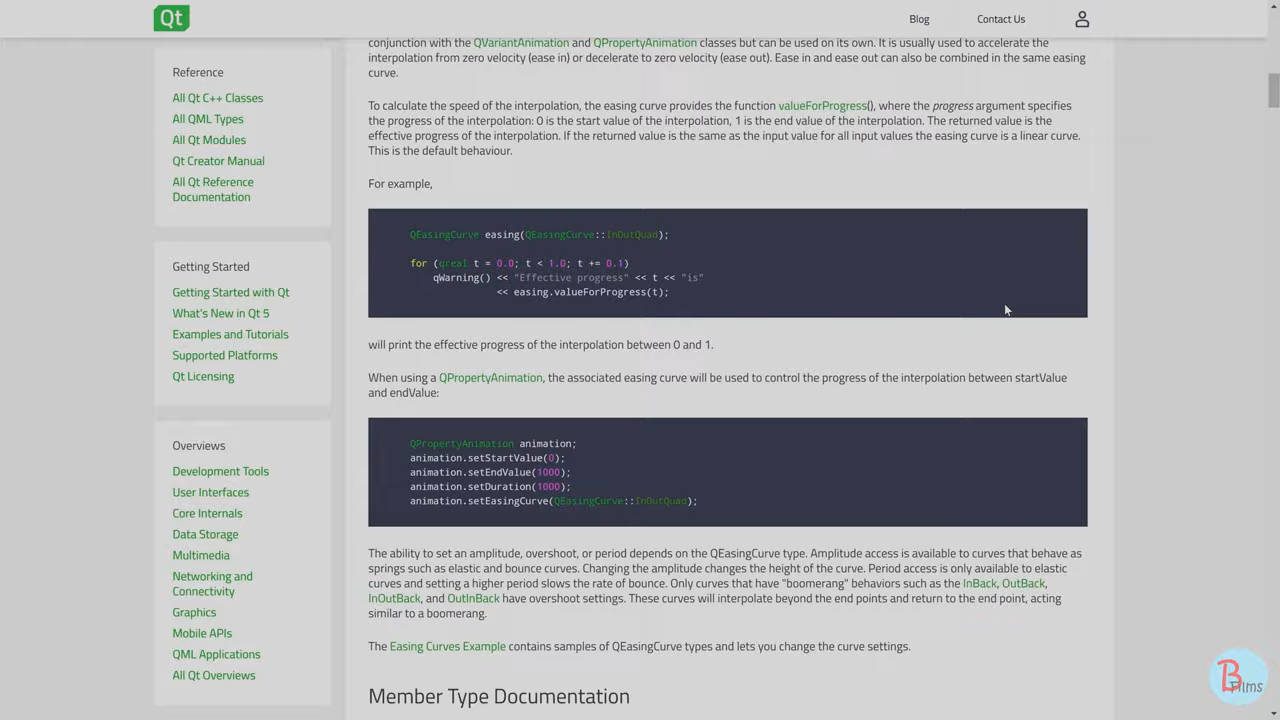 Qt
Blog
Contact Us
Reference
All Qt C++ Classes
All QML Types
All Qt Modules
Qt Creator Manual
All Qt Reference
Documentation
Getting Started
Getting Started with Qt
What's New in Qt 5
Examples and Tutorials
Supported Platforms
Qt Licensing
Overviews
Development Tools
User Interfaces
Core Internals
Data Storage
Multimedia
Networking and
Connectivity
Graphics
Mobile APIs
QML Applications
All Qt Overviews
conjunction with the QVariantAnimation and QPropertyAnimation classes but can be used on its own. It is usually used to accelerate the
interpolation from zero velocity (ease in) or decelerate to zero velocity (ease out). Ease in and ease out can also be combined in the same easing
curve.
To calculate the speed of the interpolation, the easing curve provides the function valueForProgress(), where the progress argument specifies
the progress of the interpolation: 0 is the start value of the interpolation, 1 is the end value of the interpolation. The returned value is the
effective progress of the interpolation. If the returned value is the same as the input value for all input values the easing curve is a linear curve.
This is the default behaviour.
For example,
QEasingCurve easing(QEasingCurve::InOutQuad);
for (qreal t = 0.0; t < 1.0; t += 0.1)
qWarning() << "Effective progress" << t << "is"
<< easing.valueForProgress(t);
will print the effective progress of the interpolation between 0 and 1.
When using a QPropertyAnimation, the associated easing curve will be used to control the progress of the interpolation between startValue
and endValue:
QPropertyAnimation animation;
animation.setStartValue(0);
animation.setEndValue(1000);
animation.setDuration(1000);
animation.setEasingCurve(QEasingCurve::InOutQuad);
The ability to set an amplitude, overshoot, or period depends on the QEasingCurve type. Amplitude access is available to curves that behave as
springs such as elastic and bounce curves. Changing the amplitude changes the height of the curve. Period access is only available to elastic
curves and setting a higher period slows the rate of bounce. Only curves that have "boomerang" behaviors such as the InBack, OutBack,
InOutBack, and OutInBack have overshoot settings. These curves will interpolate beyond the end points and return to the end point, acting
similar to a boomerang.
The Easing Curves Example contains samples of QEasingCurve types and lets you change the curve settings.
Member Type Documentation
B Films